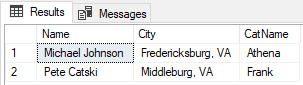 Results Messages
Name City CatName
1 Michael Johnson Fredericksburg, VA Athena
2 Pete Catski Middleburg, VA Frank